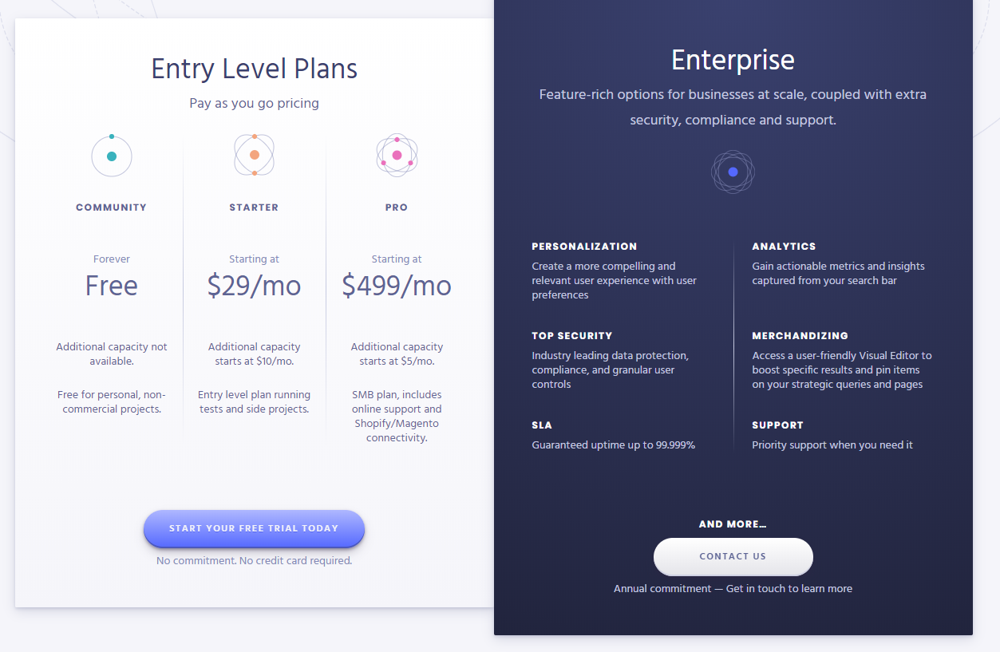 Entry Level Plans
Pay as you go pricing
COMMUNITY
Forever
Free
Additional capacity not
available.
Free for personal, non-
commercial projects.
STARTER
Starting at
$29/mo
Additional capacity
starts at $10/mo.
Entry level plan running
tests and side projects.
PRO
Starting at
$499/mo
Additional capacity
starts at $5/mo.
SMB plan, includes
online support and
Shopify/Magento
connectivity.
START YOUR FREE TRIAL TODAY
No commitment. No credit card required.
Enterprise
Feature-rich options for businesses at scale, coupled with extra
security, compliance and support.
PERSONALIZATION
Create a more compelling and
relevant user experience with user
preferences
ANALYTICS
Gain actionable metrics and insights
captured from your search bar
TOP SECURITY
Industry leading data protection,
compliance, and granular user
controls
MERCHANDIZING
Access a user-friendly Visual Editor to
boost specific results and pin items
on your strategic queries and pages
SLA
Guaranteed uptime up to 99.999%
SUPPORT
Priority support when you need it
AND MORE…
CONTACT US
Annual commitment — Get in touch to learn more